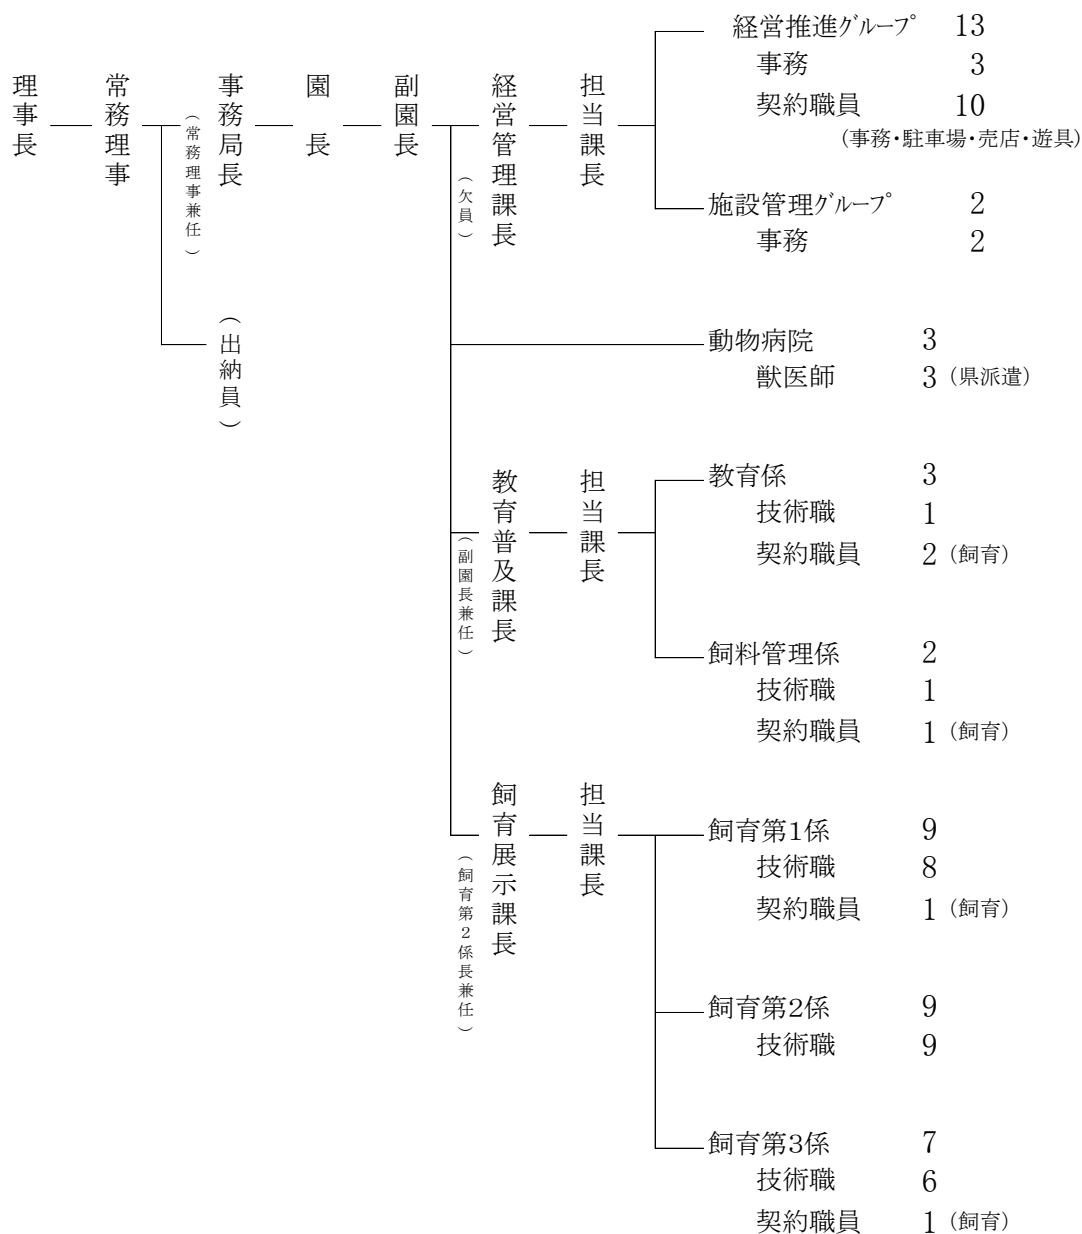 理事長
常務理事
事務局長
（常務理事兼任）
（出納員）
園長
副園長
経営管理課長
（欠員）
担当課長
経営推進ｸﾞﾙｰﾌﾟ 13
事務 3
契約職員 10
(事務・駐車場・売店・遊具)
施設管理ｸﾞﾙｰﾌﾟ 2
事務 2
動物病院 3
獣医師 3 (県派遣)
教育普及課長
（副園長兼任）
担当課長
教育係 3
技術職 1
契約職員 2 (飼育)
飼料管理係 2
技術職 1
契約職員 1 (飼育)
飼育展示課長
（飼育第2係長兼任）
担当課長
飼育第1係 9
技術職 8
契約職員 1 (飼育)
飼育第2係 9
技術職 9
飼育第3係 7
技術職 6
契約職員 1 (飼育)